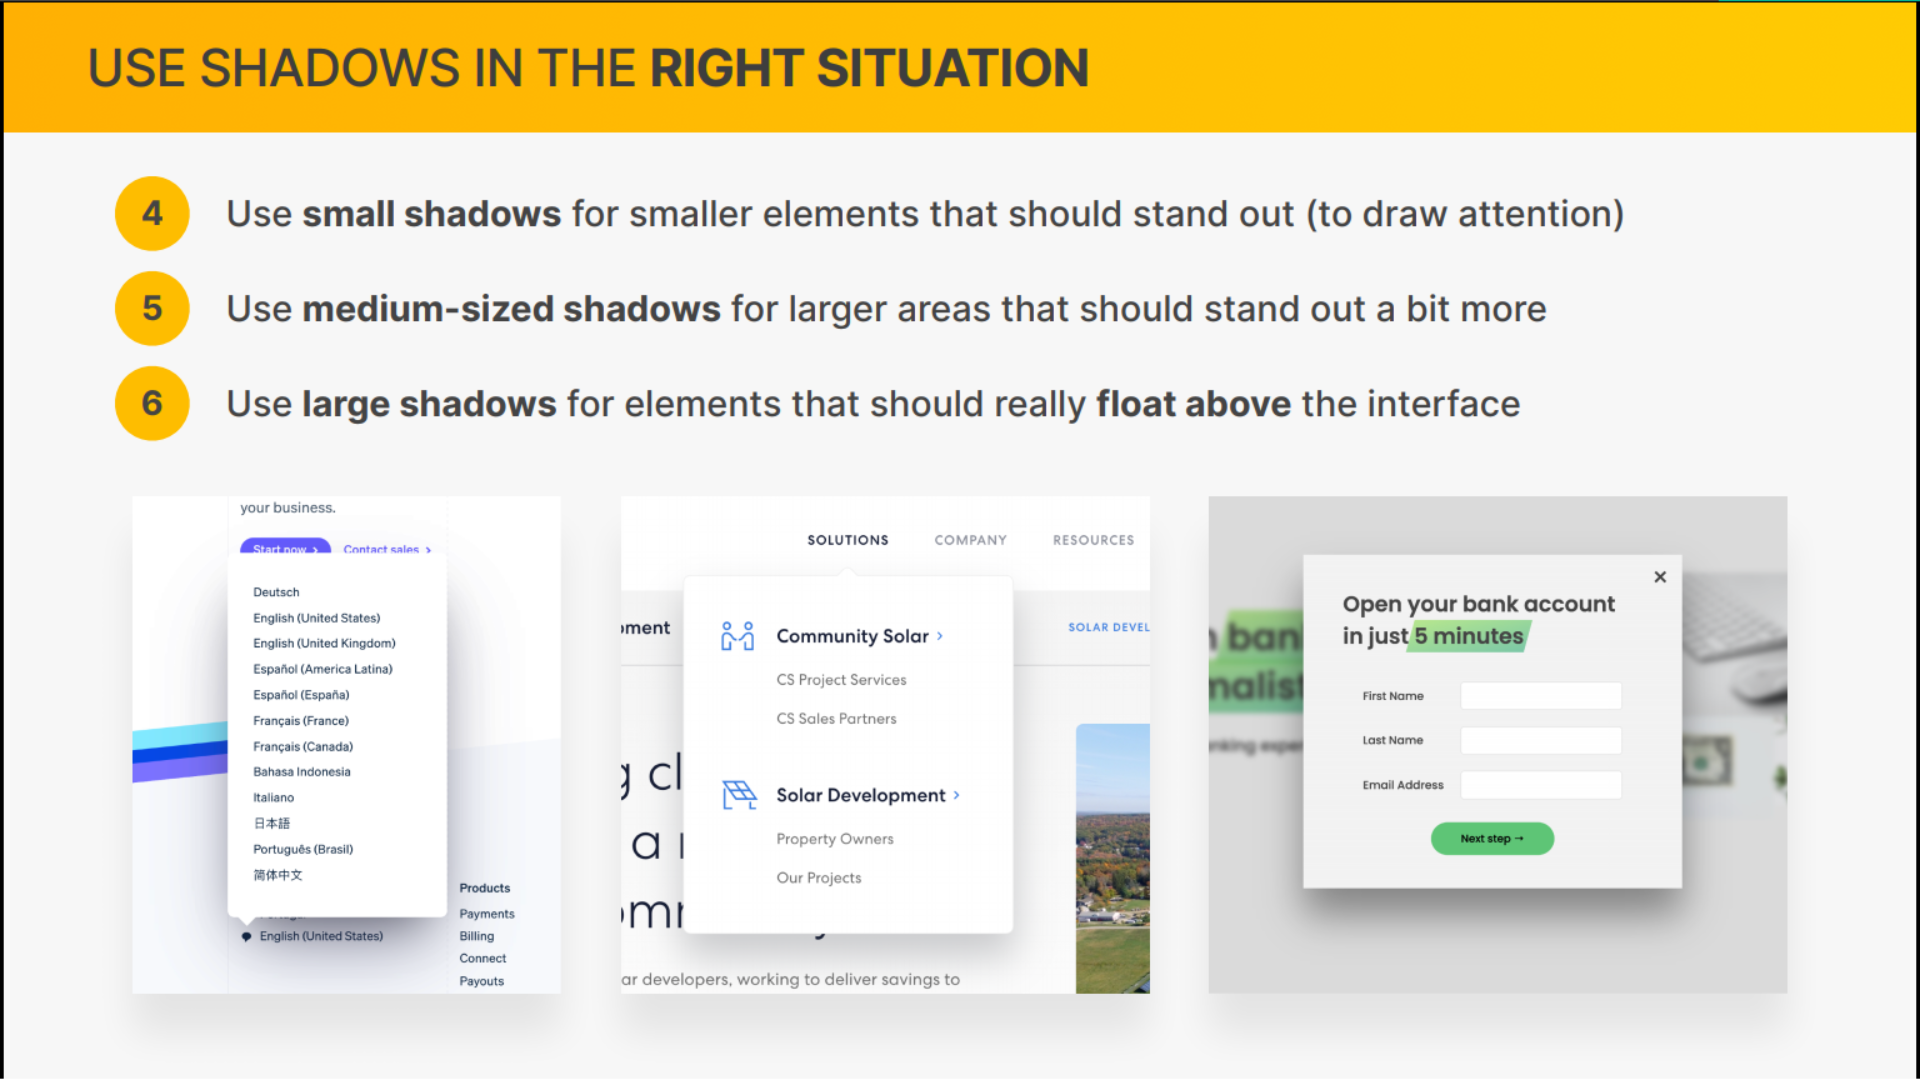 USE SHADOWS IN THE RIGHT SITUATION
4 Use small shadows for smaller elements that should stand out (to draw attention)
5 Use medium-sized shadows for larger areas that should stand out a bit more
6 Use large shadows for elements that should really float above the interface
your business.
Start now › Contact sales ›
Deutsch
English (United States)
English (United Kingdom)
Español (America Latina)
Español (España)
Français (France)
Français (Canada)
Bahasa Indonesia
Italiano
日本語
Português (Brasil)
简体中文
English (United States)
Products
Payments
Billing
Connect
Payouts
SOLUTIONS COMPANY RESOURCES
SOLAR DEVEL
Community Solar ›
CS Project Services
CS Sales Partners
Solar Development ›
Property Owners
Our Projects
g cl
a
ar developers, working to deliver savings to
×
Open your bank account
in just 5 minutes
First Name
Last Name
Email Address
Next step →